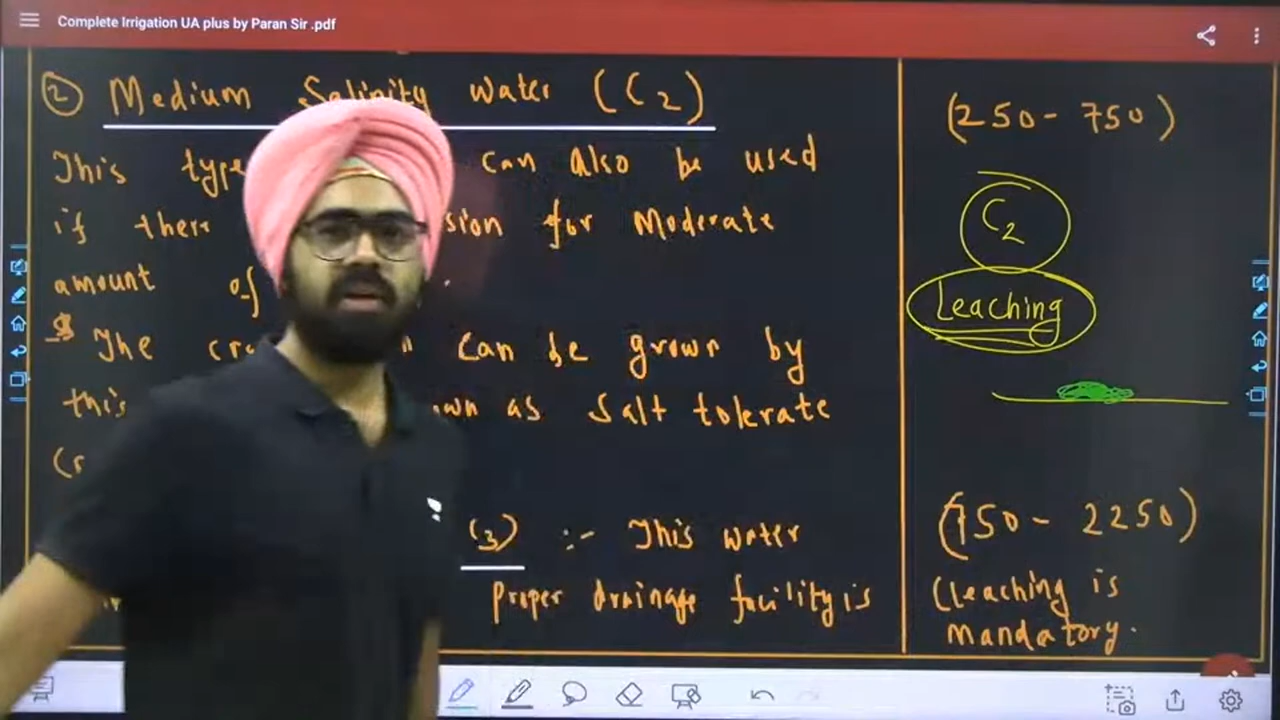 Complete Irrigation UA plus by Paran Sir .pdf
② Medium Salinity water (C2)
This type can also be used
if there sion for Moderate
amount of
The can be grown by
this own as Salt tolerate
(3) :- This water
proper drainage facility is
(250 - 750)
C2
Leaching
(750 - 2250)
(leaching is
mandatory.